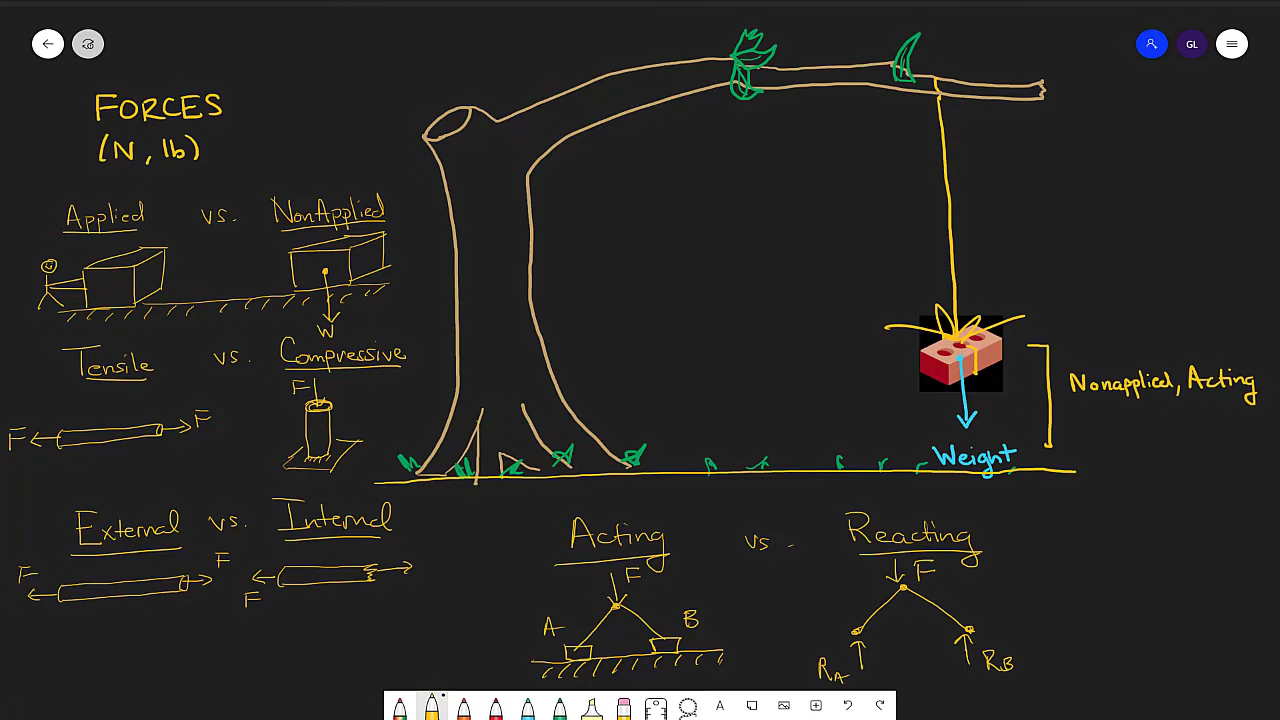 GL
FORCES
(N, lb)
Applied vs. NonApplied
W
Tensile vs. Compressive
F
F F
External vs. Internal
F F
F
Nonapplied, Acting
Weight
Acting vs. Reacting
F F
A B
RA RB
A